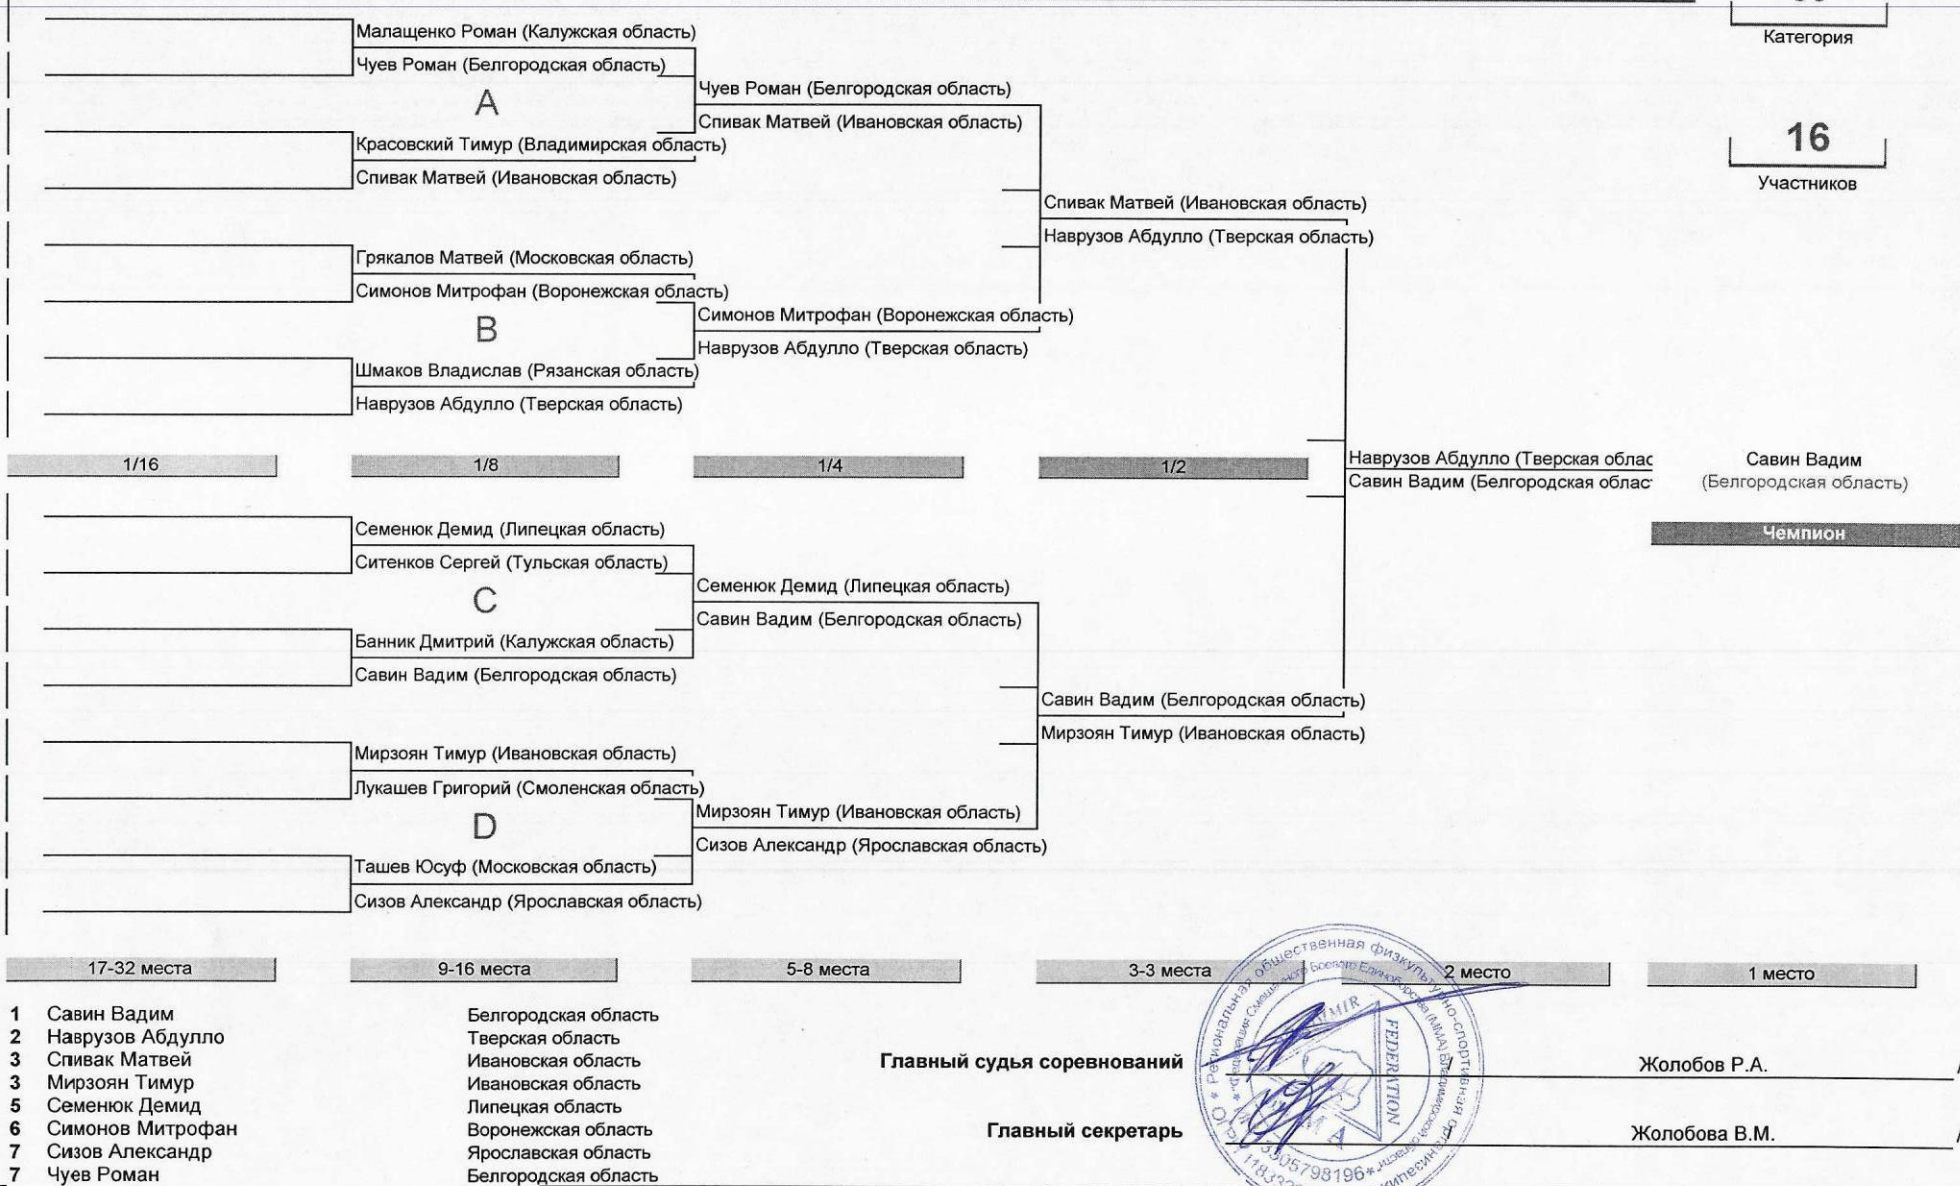 Категория
16
Участников
Малащенко Роман (Калужская область)
Чуев Роман (Белгородская область)
A
Красовский Тимур (Владимирская область)
Спивак Матвей (Ивановская область)
Грякалов Матвей (Московская область)
Симонов Митрофан (Воронежская область)
B
Шмаков Владислав (Рязанская область)
Наврузов Абдулло (Тверская область)
Чуев Роман (Белгородская область)
Спивак Матвей (Ивановская область)
Симонов Митрофан (Воронежская область)
Наврузов Абдулло (Тверская область)
Спивак Матвей (Ивановская область)
Наврузов Абдулло (Тверская область)
1/16
1/8
1/4
1/2
Наврузов Абдулло (Тверская облас
Савин Вадим (Белгородская облас
Савин Вадим
(Белгородская область)
Чемпион
Семенюк Демид (Липецкая область)
Ситенков Сергей (Тульская область)
C
Банник Дмитрий (Калужская область)
Савин Вадим (Белгородская область)
Мирзоян Тимур (Ивановская область)
Лукашев Григорий (Смоленская область)
D
Ташев Юсуф (Московская область)
Сизов Александр (Ярославская область)
Семенюк Демид (Липецкая область)
Савин Вадим (Белгородская область)
Мирзоян Тимур (Ивановская область)
Сизов Александр (Ярославская область)
Савин Вадим (Белгородская область)
Мирзоян Тимур (Ивановская область)
17-32 места
9-16 места
5-8 места
3-3 места
2 место
1 место
1 Савин Вадим Белгородская область
2 Наврузов Абдулло Тверская область
3 Спивак Матвей Ивановская область
3 Мирзоян Тимур Ивановская область
5 Семенюк Демид Липецкая область
6 Симонов Митрофан Воронежская область
7 Сизов Александр Ярославская область
7 Чуев Роман Белгородская область
Главный судья соревнований / Жолобов Р.А. /
Главный секретарь Жолобова В.М. /
Региональная общественная физкультурно-спортивная
FEDERATION